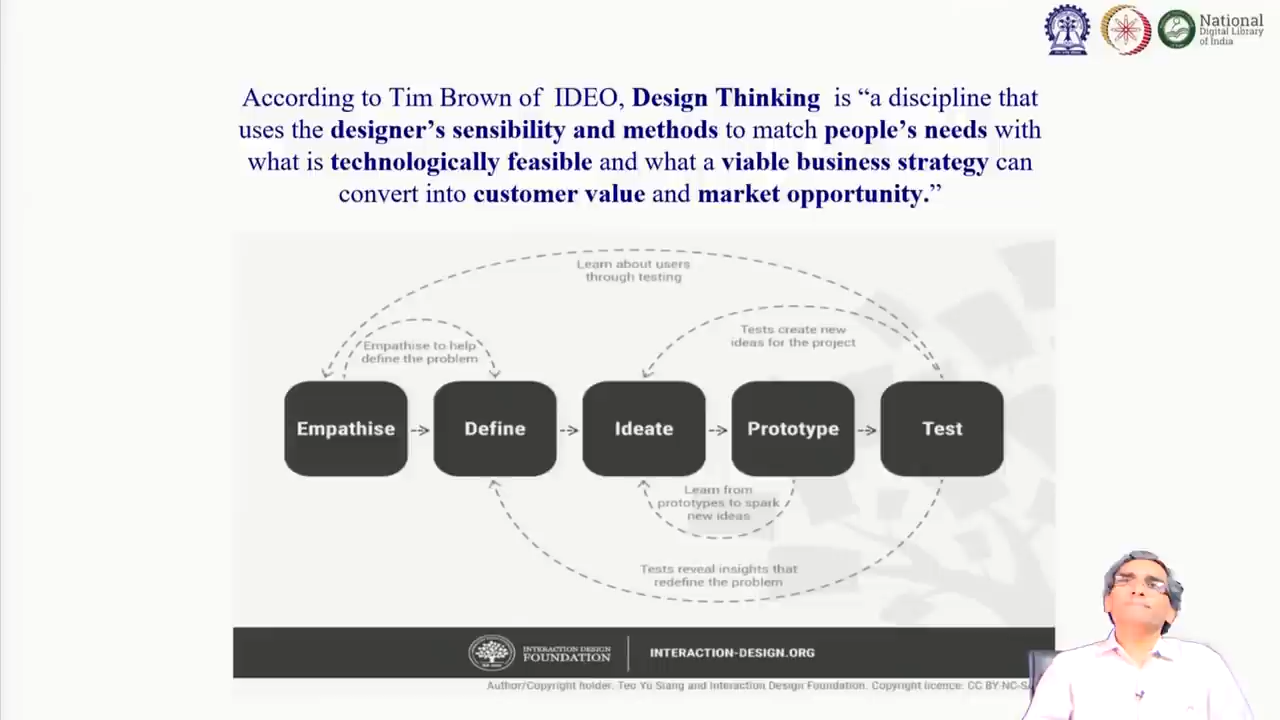 National
Digital Library
of India
According to Tim Brown of IDEO, Design Thinking is “a discipline that
uses the designer’s sensibility and methods to match people’s needs with
what is technologically feasible and what a viable business strategy can
convert into customer value and market opportunity.”
Learn about users
through testing
Empathise to help
define the problem
Tests create new
ideas for the project
Empathise
Define
Ideate
Prototype
Test
Learn from
prototypes to spark
new ideas
Tests reveal insights that
redefine the problem
INTERACTION DESIGN
FOUNDATION
INTERACTION-DESIGN.ORG
Author/Copyright holder. Teo Yu Siang and Interaction Design Foundation. Copyright licence: CC BY-NC-S